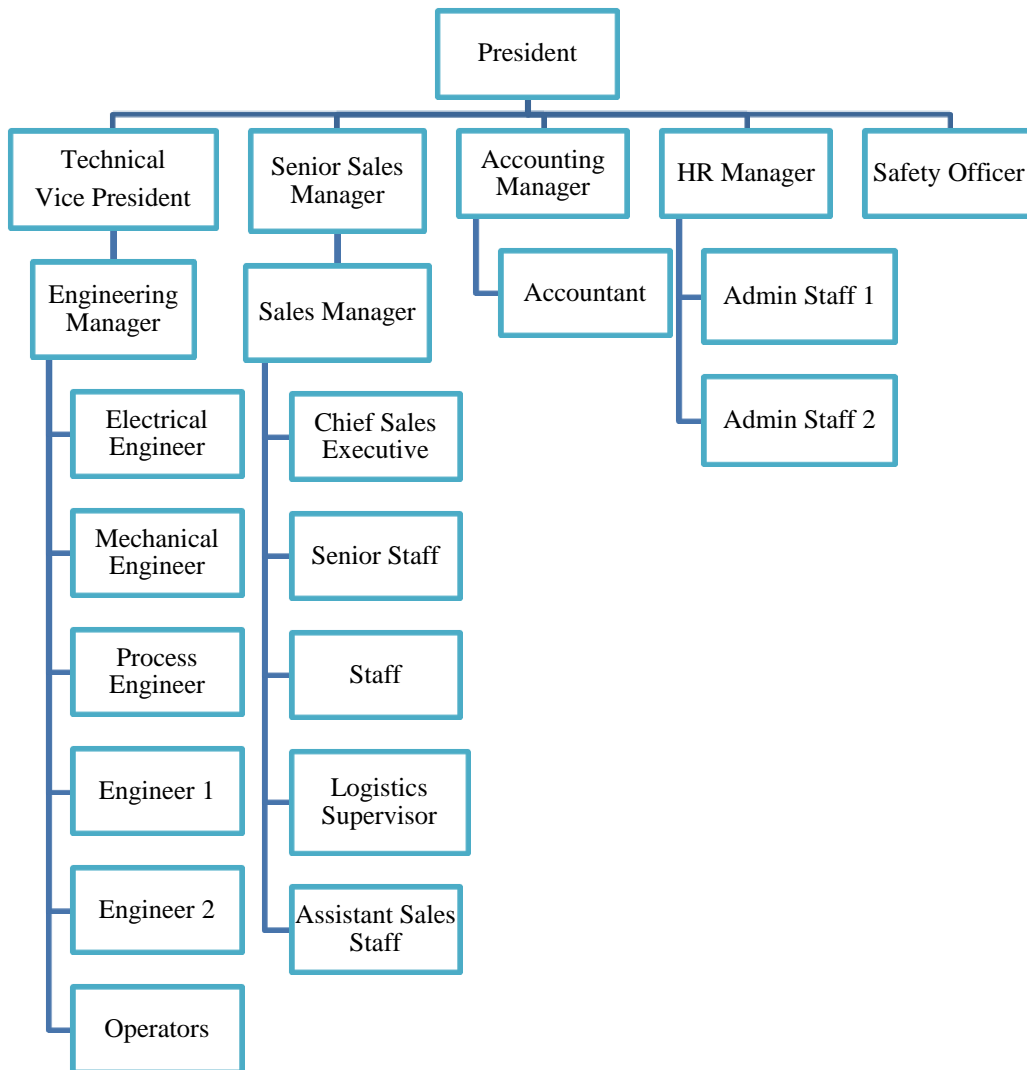 President
Technical
Vice President
Senior Sales
Manager
Accounting
Manager
HR Manager
Safety Officer
Engineering
Manager
Sales Manager
Accountant
Admin Staff 1
Admin Staff 2
Electrical
Engineer
Mechanical
Engineer
Process
Engineer
Engineer 1
Engineer 2
Operators
Chief Sales
Executive
Senior Staff
Staff
Logistics
Supervisor
Assistant Sales
Staff